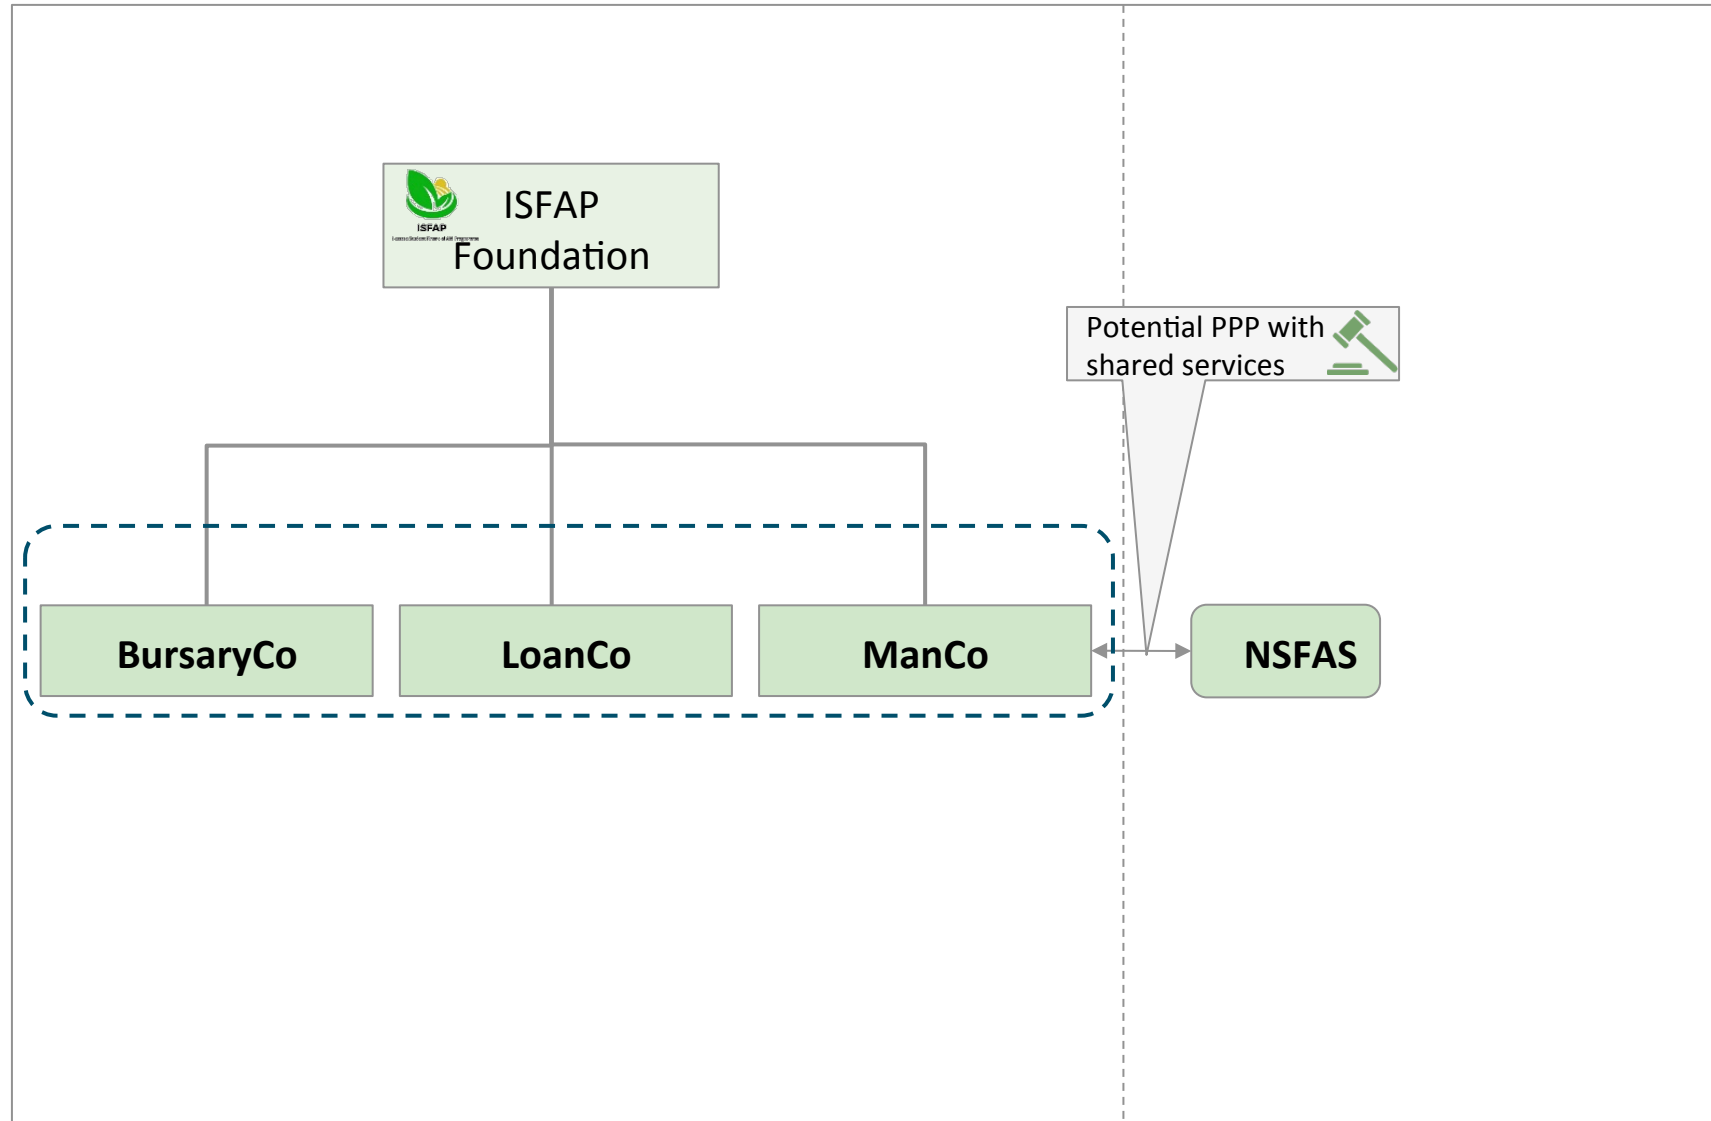 ISFAP
Foundation
ISFAP
Potential PPP with
shared services
BursaryCo
LoanCo
ManCo
NSFAS